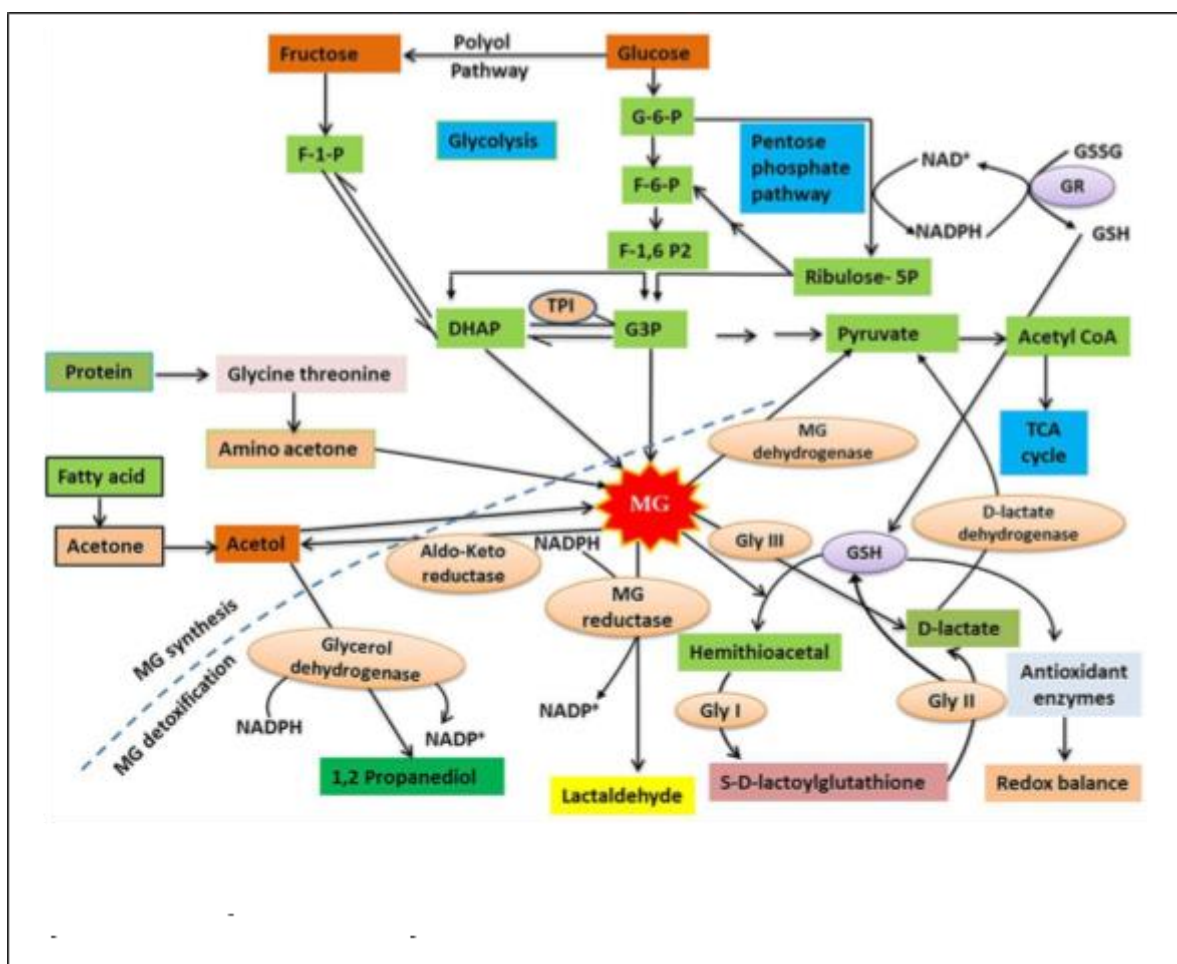 Fructose
Polyol
Pathway
Glucose
G-6-P
Glycolysis
F-1-P
Pentose
phosphate
pathway
NAD⁺
GSSG
GR
F-6-P
NADPH
GSH
F-1,6 P2
Ribulose- 5P
TPI
DHAP
G3P
Pyruvate
Acetyl CoA
Protein
Glycine threonine
MG
dehydrogenase
TCA
cycle
Amino acetone
Fatty acid
MG
D-lactate
dehydrogenase
Acetone
Acetol
Aldo-Keto
reductase
NADPH
Gly III
GSH
MG
reductase
D-lactate
MG synthesis
MG detoxification
Glycerol
dehydrogenase
Hemithioacetal
Antioxidant
enzymes
NADPH
NADP⁺
NADP⁺
Gly I
Gly II
1,2 Propanediol
Lactaldehyde
S-D-lactoylglutathione
Redox balance